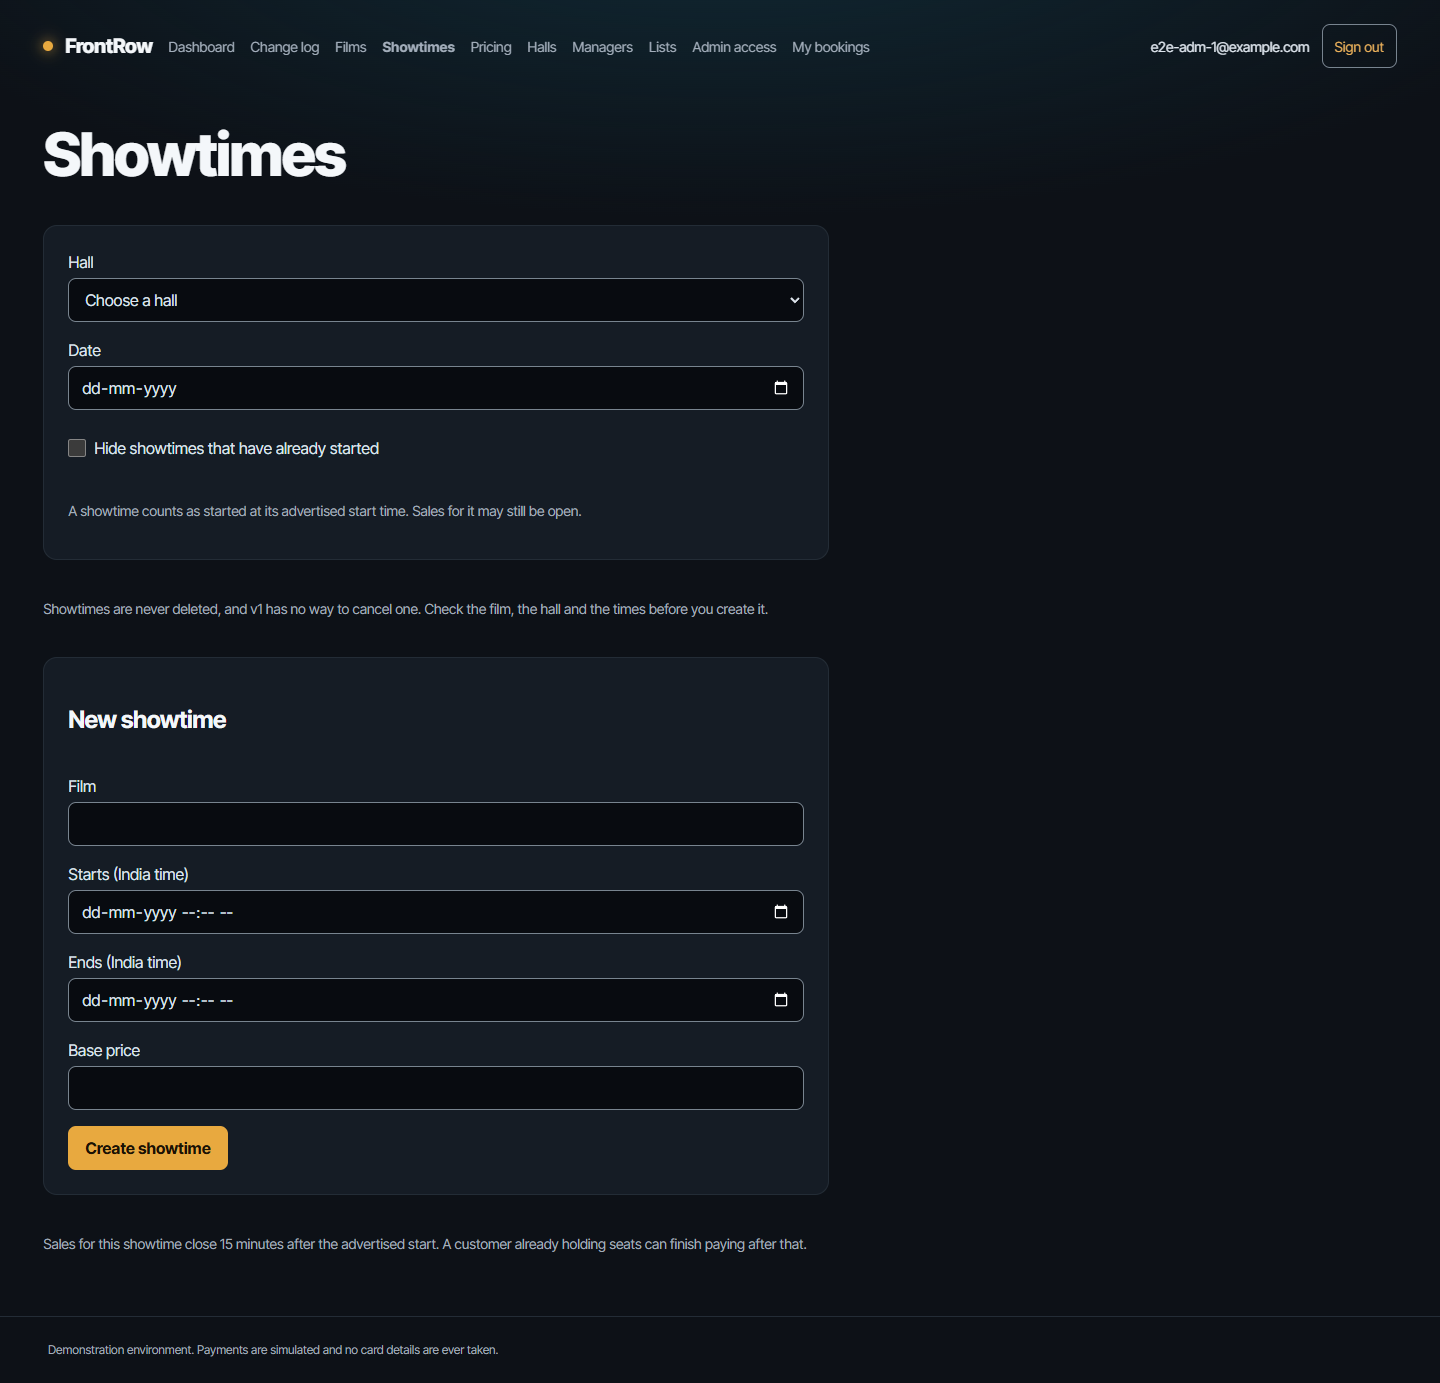 FrontRow Dashboard Change log Films Showtimes Pricing Halls Managers Lists Admin access My bookings e2e-adm-1@example.com Sign out
Showtimes
Hall
Choose a hall
Date
dd-mm-yyyy
Hide showtimes that have already started
A showtime counts as started at its advertised start time. Sales for it may still be open.
Showtimes are never deleted, and v1 has no way to cancel one. Check the film, the hall and the times before you create it.
New showtime
Film
Starts (India time)
dd-mm-yyyy --:-- --
Ends (India time)
dd-mm-yyyy --:-- --
Base price
Create showtime
Sales for this showtime close 15 minutes after the advertised start. A customer already holding seats can finish paying after that.
Demonstration environment. Payments are simulated and no card details are ever taken.